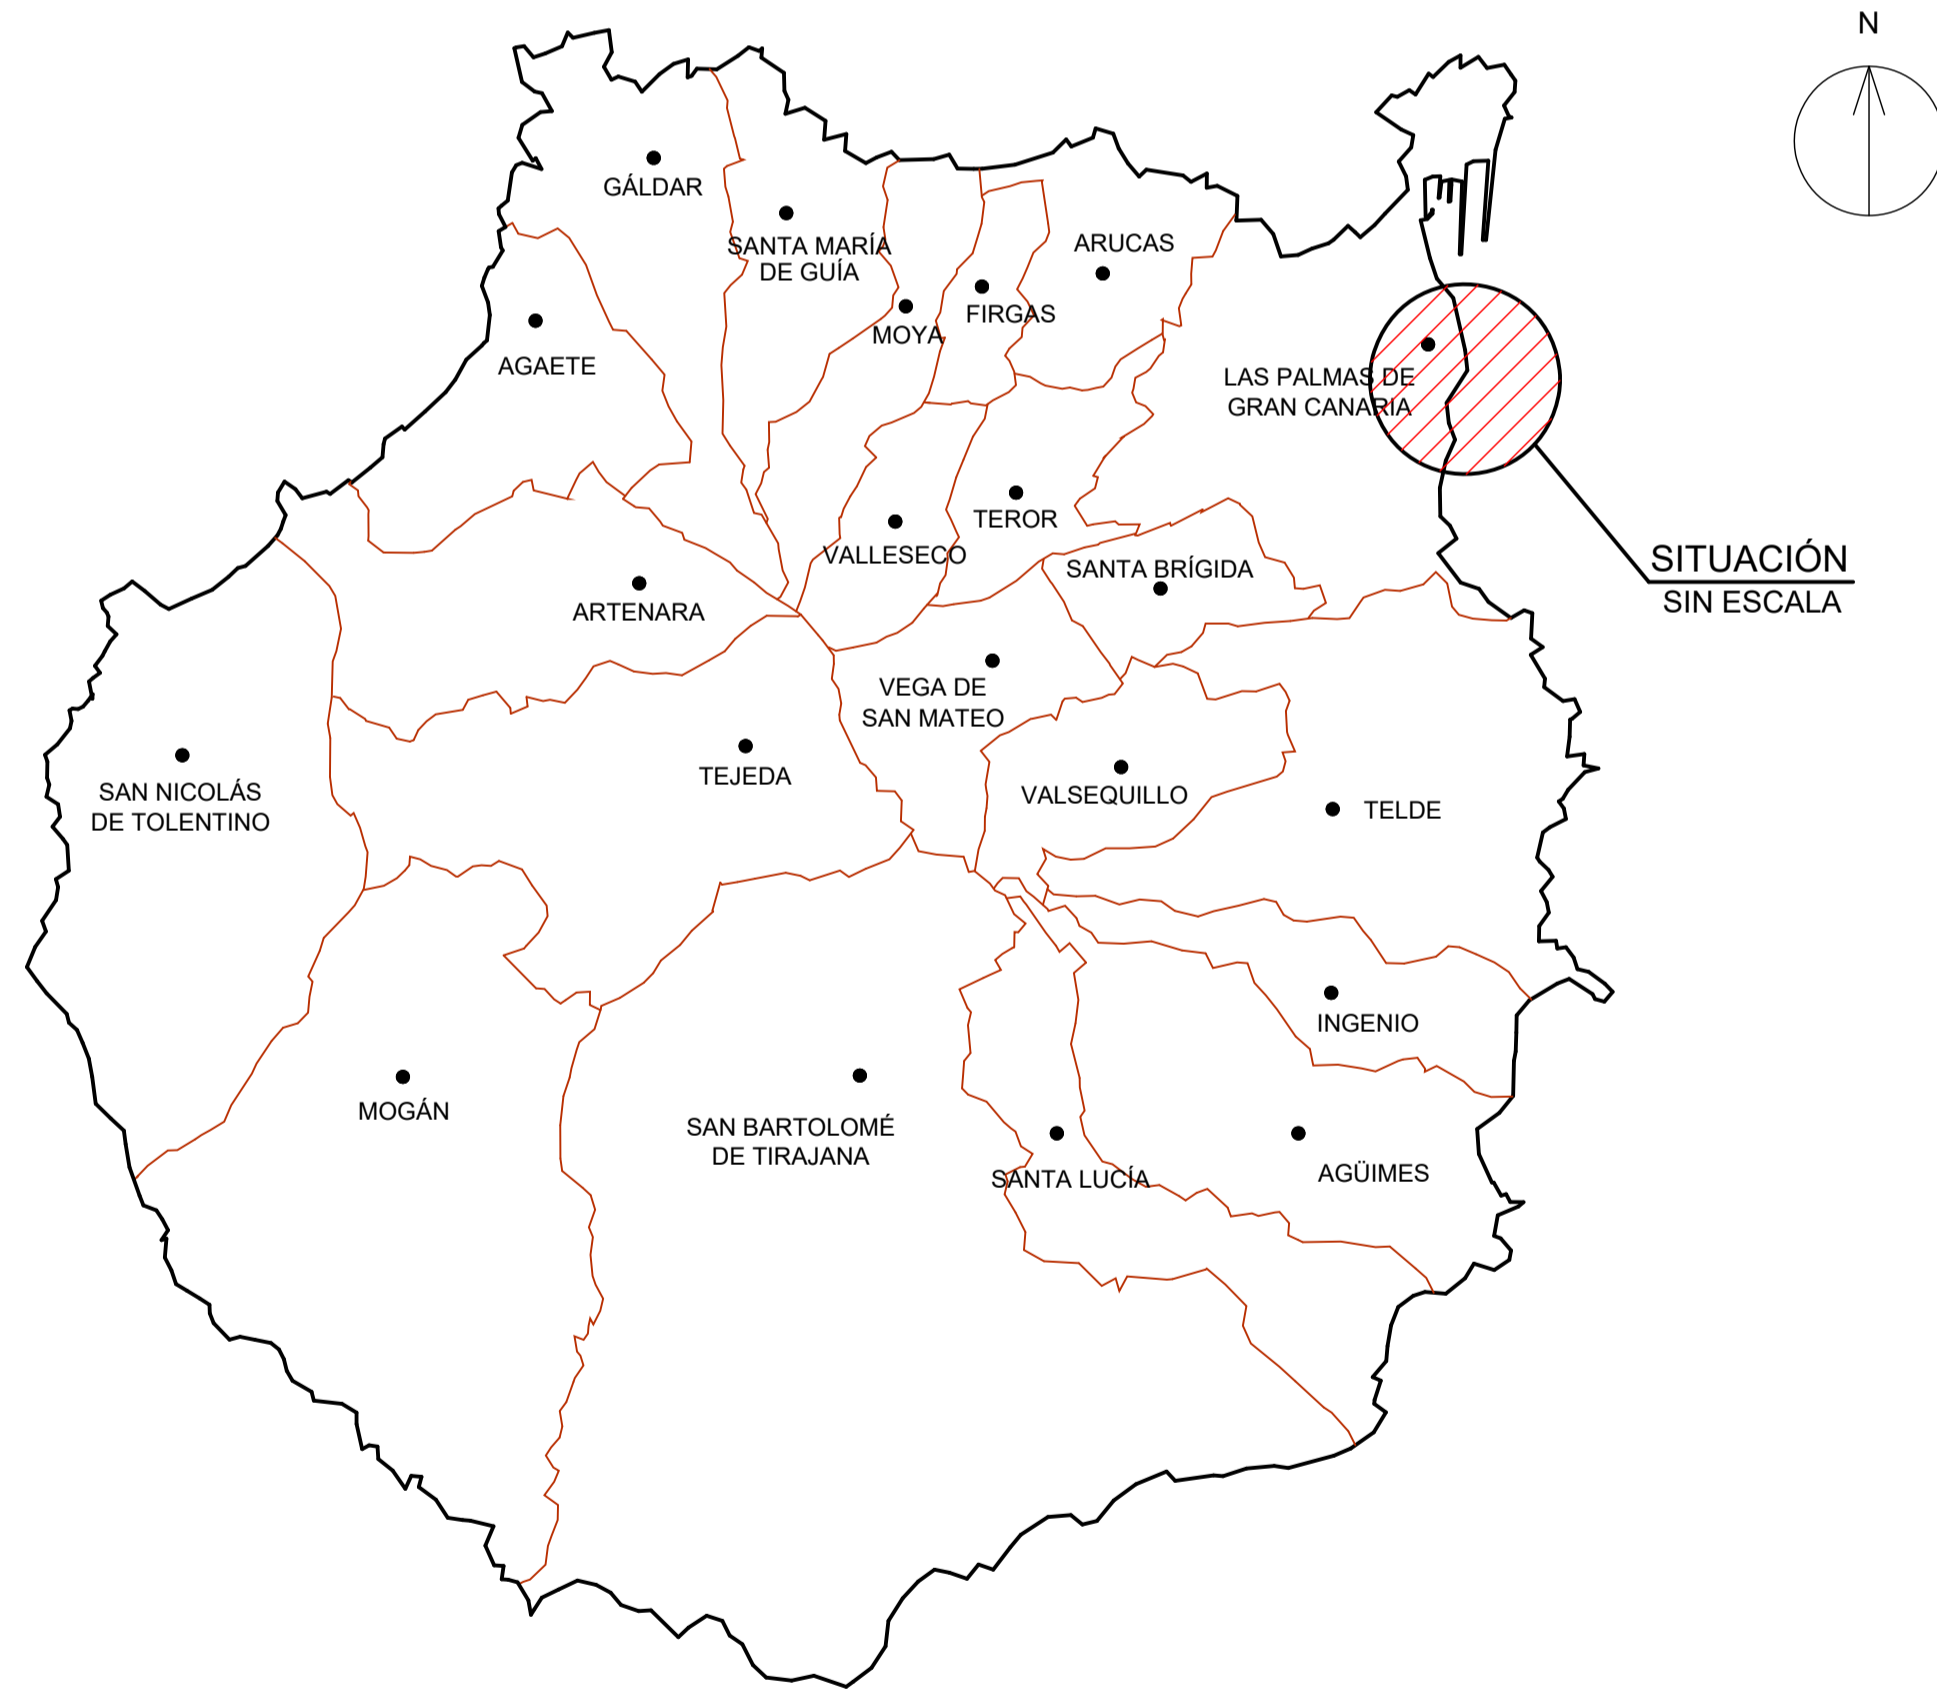 N
GÁLDAR
SANTA MARÍA
DE GUÍA
ARUCAS
FIRGAS
MOYA
AGAETE
LAS PALMAS DE
GRAN CANARIA
TEROR
VALLESECO
SANTA BRÍGIDA
SITUACIÓN
SIN ESCALA
ARTENARA
VEGA DE
SAN MATEO
TEJEDA
SAN NICOLÁS
DE TOLENTINO
VALSEQUILLO
TELDE
INGENIO
MOGÁN
SAN BARTOLOMÉ
DE TIRAJANA
SANTA LUCÍA
AGÜIMES